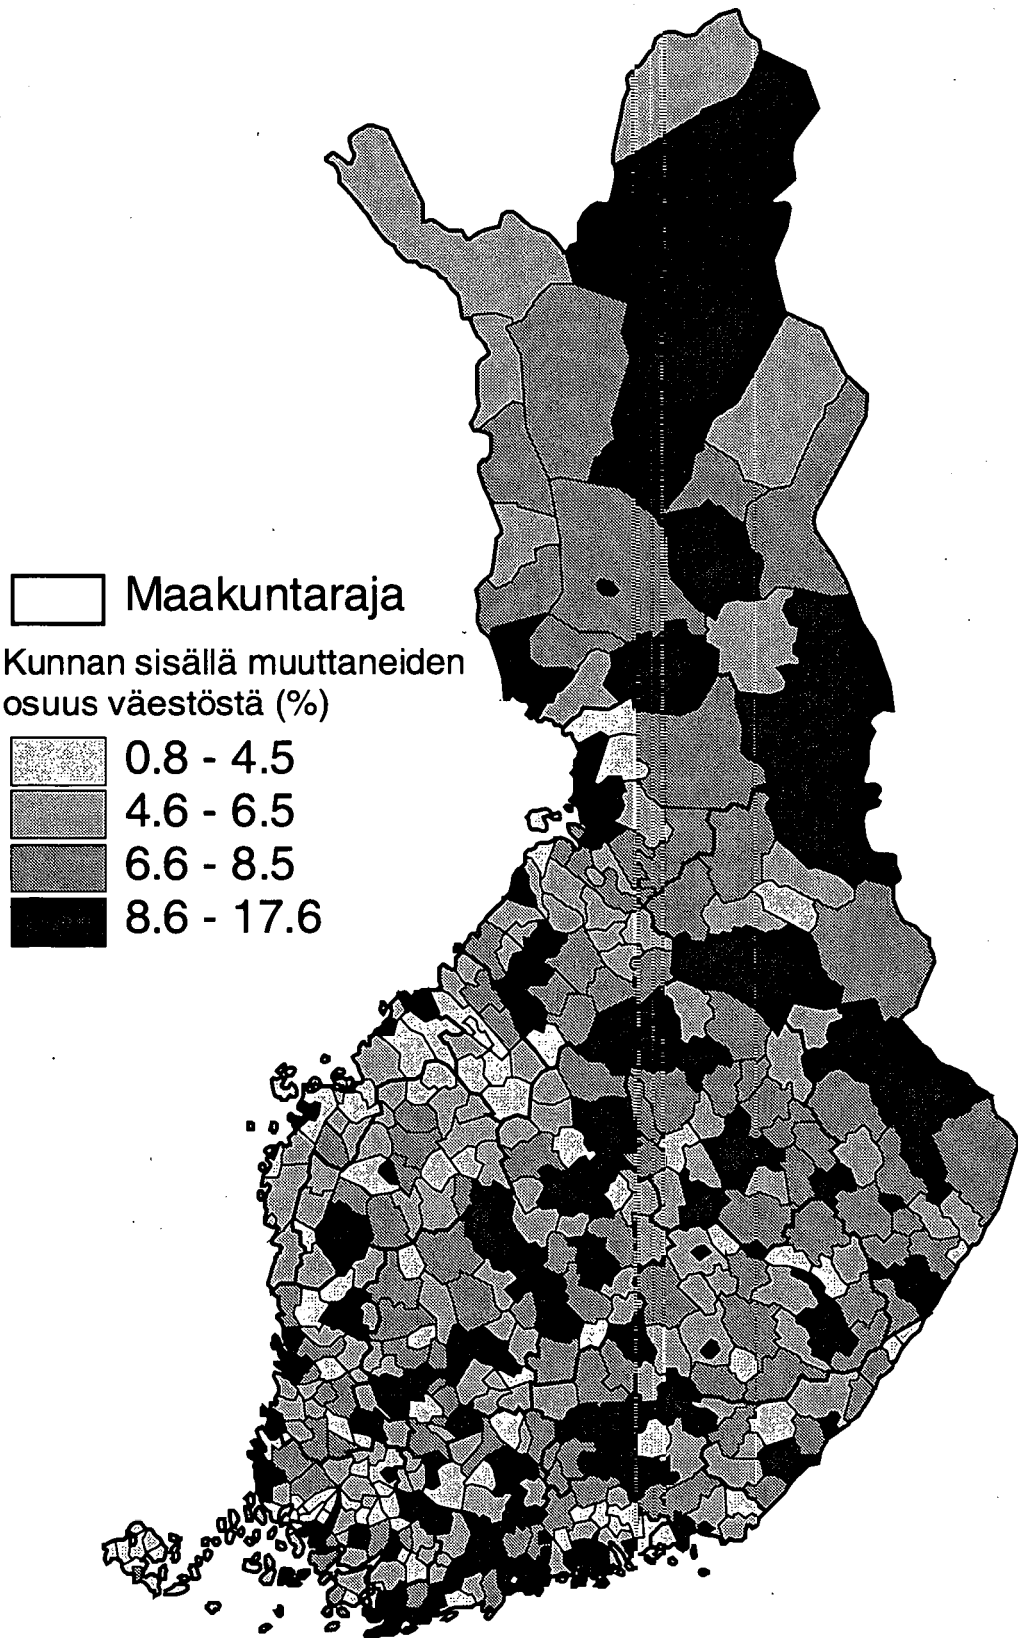 Maakuntaraja
Kunnan sisällä muuttaneiden
osuus väestöstä (%)
0.8 - 4.5
4.6 - 6.5
6.6 - 8.5
8.6 - 17.6